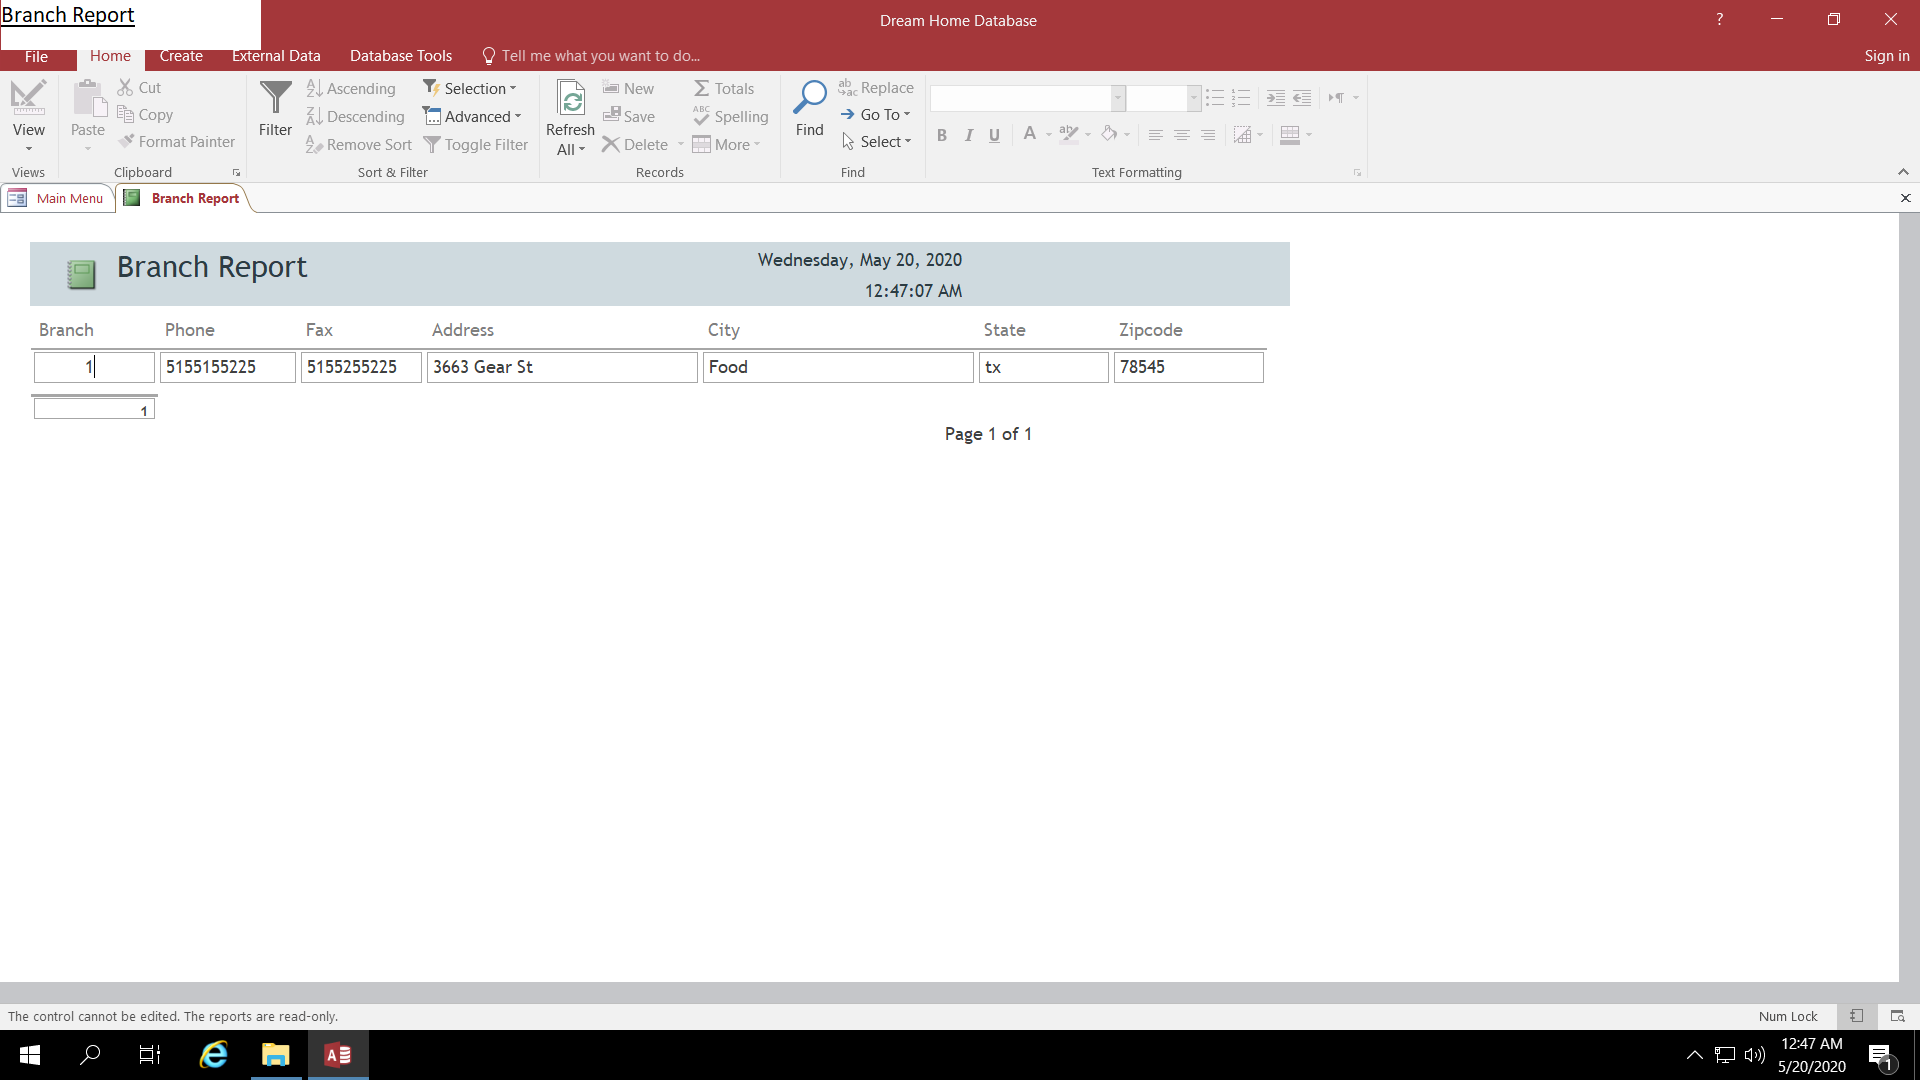 Branch Report
Dream Home Database
?
File Home Create External Data Database Tools Tell me what you want to do... Sign in
View
Views
Paste
Cut
Copy
Format Painter
Clipboard
Filter
Ascending
Descending
Remove Sort
Selection
Advanced
Toggle Filter
Sort & Filter
Refresh
All
New
Save
Delete
Totals
Spelling
More
Records
Find
Replace
Go To
Select
Find
B I U A
Text Formatting
Main Menu
Branch Report
Branch Report
Wednesday, May 20, 2020
12:47:07 AM
Branch Phone Fax Address City State Zipcode
1 5155155225 5155255225 3663 Gear St Food tx 78545
1
Page 1 of 1
The control cannot be edited. The reports are read-only.
Num Lock
12:47 AM
5/20/2020
1